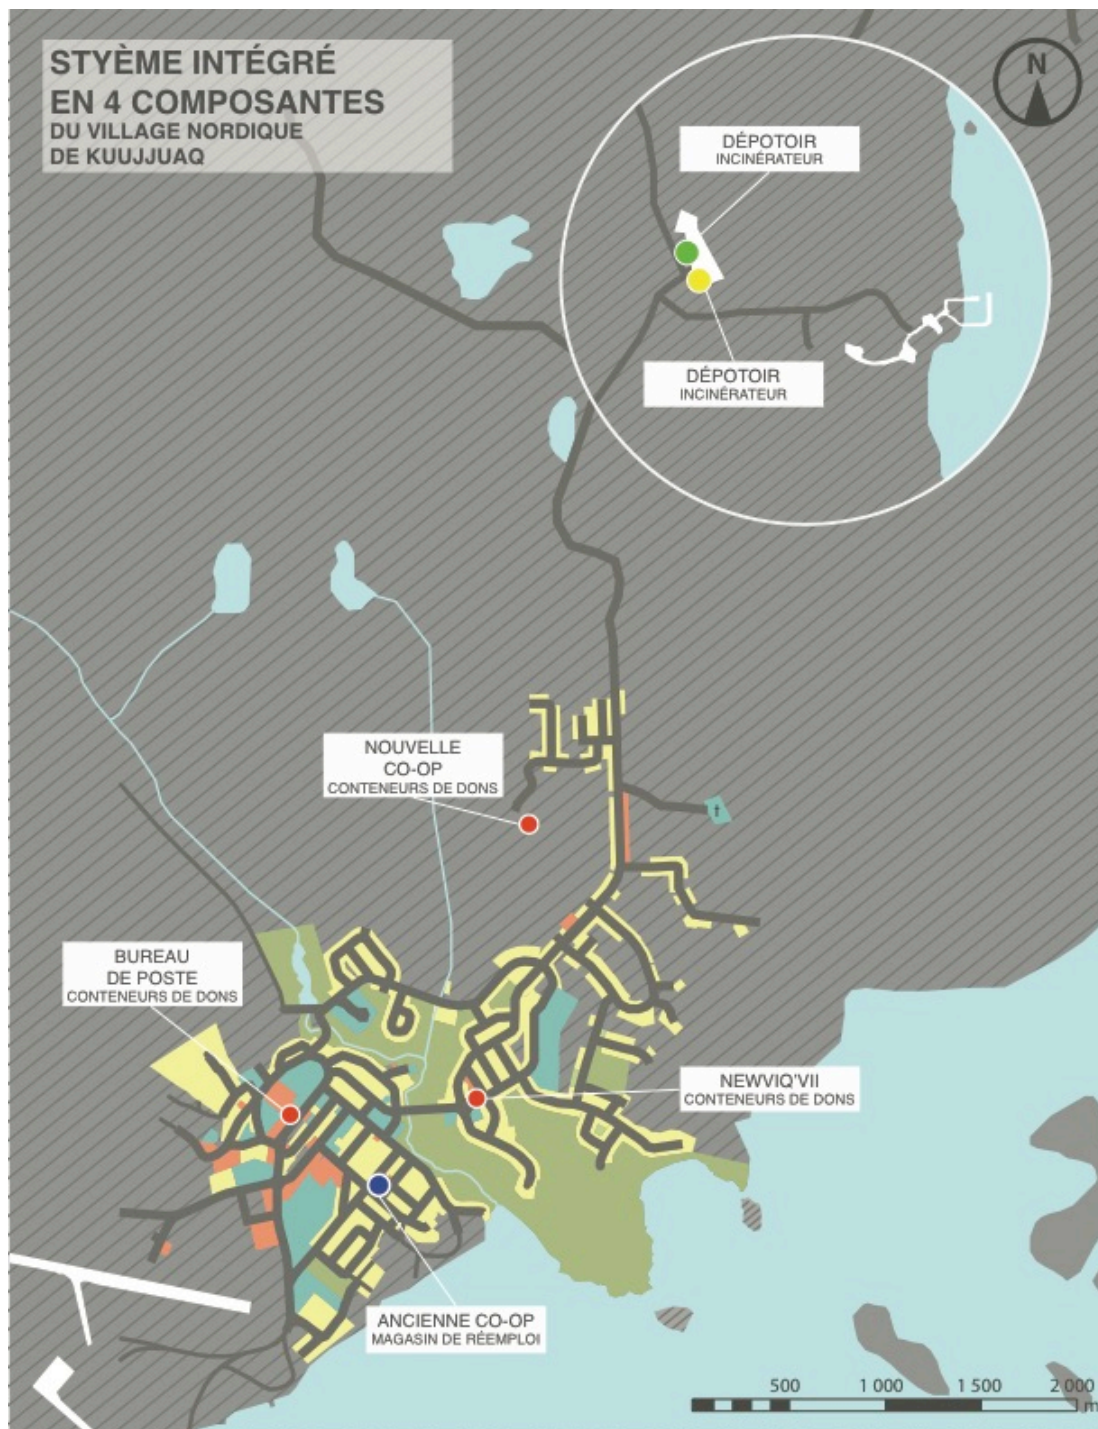 STYÈME INTÉGRÉ
EN 4 COMPOSANTES
DU VILLAGE NORDIQUE
DE KUUJJUAQ
N
DÉPOTOIR
INCINÉRATEUR
DÉPOTOIR
INCINÉRATEUR
NOUVELLE
CO-OP
CONTENEURS DE DONS
†
BUREAU
DE POSTE
CONTENEURS DE DONS
NEWVIQ'VII
CONTENEURS DE DONS
ANCIENNE CO-OP
MAGASIN DE RÉEMPLOI
500 1 000 1 500 2 000
m